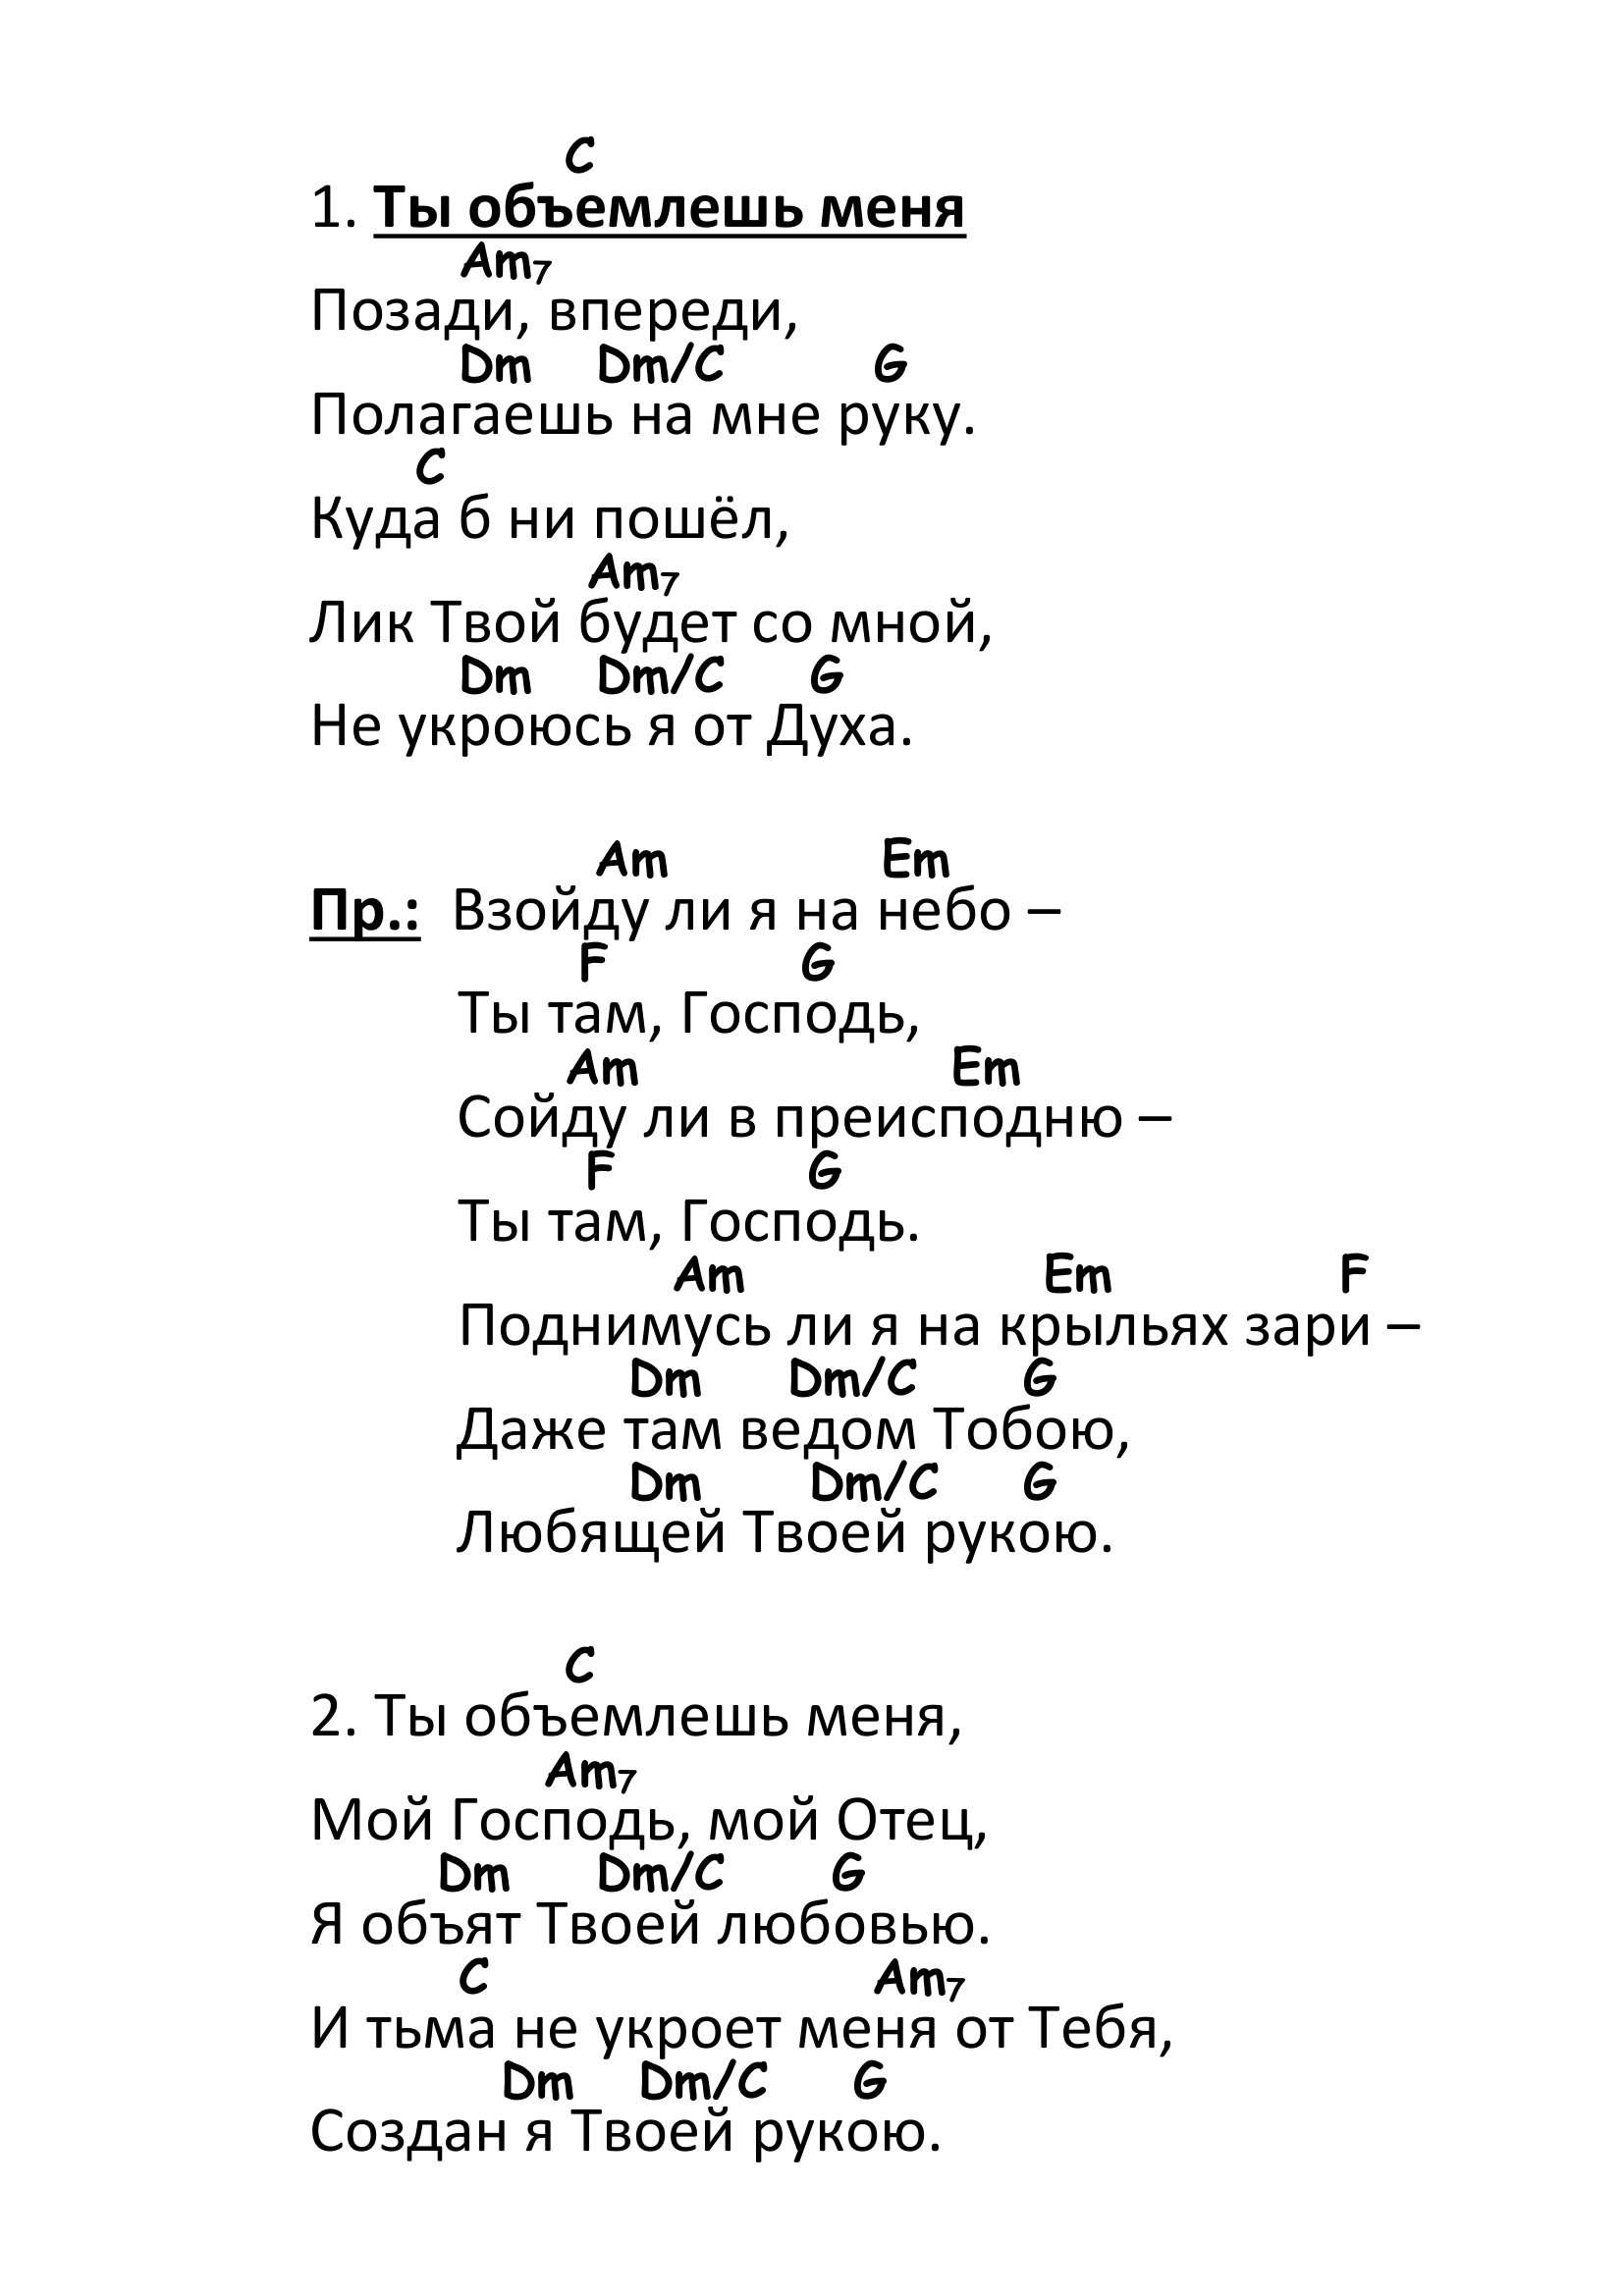 C
1. Ты объемлешь меня
Am7
Позади, впереди,
Dm Dm/C G
Полагаешь на мне руку.
C
Куда б ни пошёл,
Am7
Лик Твой будет со мной,
Dm Dm/C G
Не укроюсь я от Духа.
Am Em
Пр.: Взойду ли я на небо –
F G
Ты там, Господь,
Am Em
Сойду ли в преисподню –
F G
Ты там, Господь.
Am Em F
Поднимусь ли я на крыльях зари –
Dm Dm/C G
Даже там ведом Тобою,
Dm Dm/C G
Любящей Твоей рукою.
C
2. Ты объемлешь меня,
Am7
Мой Господь, мой Отец,
Dm Dm/C G
Я объят Твоей любовью.
C Am7
И тьма не укроет меня от Тебя,
Dm Dm/C G
Создан я Твоей рукою.